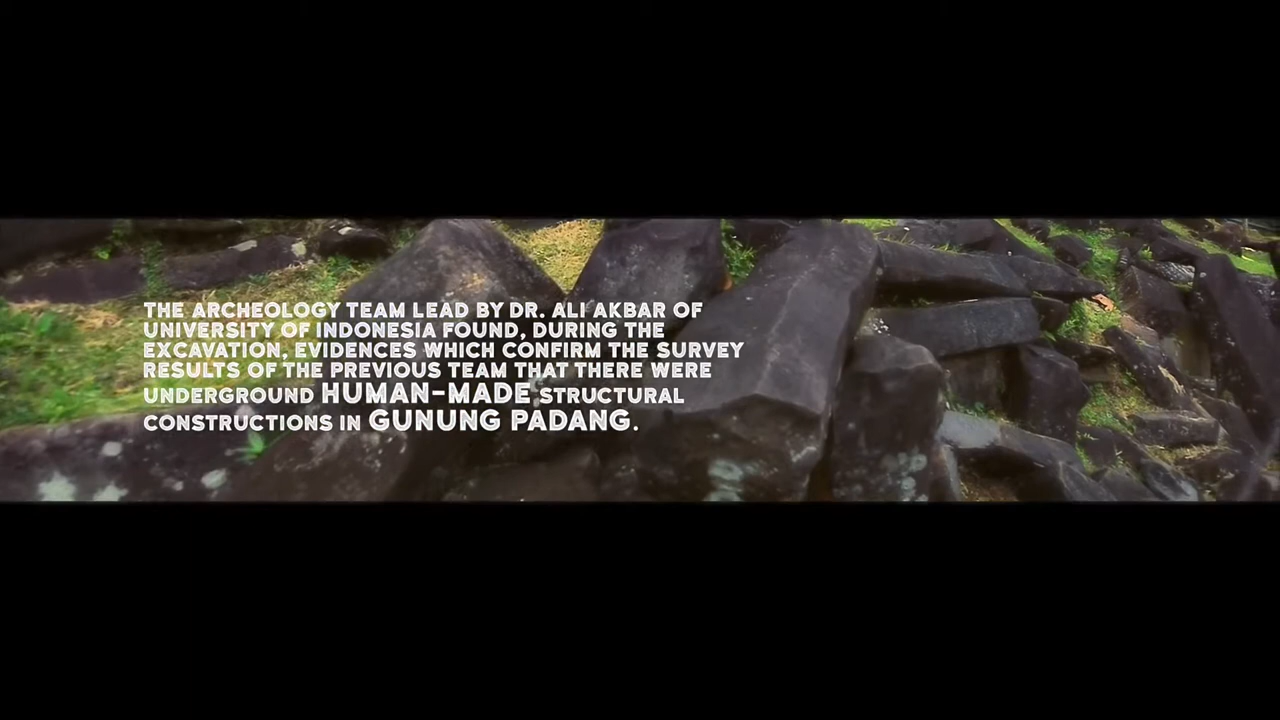 THE ARCHEOLOGY TEAM LEAD BY DR. ALI AKBAR OF
UNIVERSITY OF INDONESIA FOUND, DURING THE
EXCAVATION, EVIDENCES WHICH CONFIRM THE SURVEY
RESULTS OF THE PREVIOUS TEAM THAT THERE WERE
UNDERGROUND HUMAN-MADE STRUCTURAL
CONSTRUCTIONS IN GUNUNG PADANG.